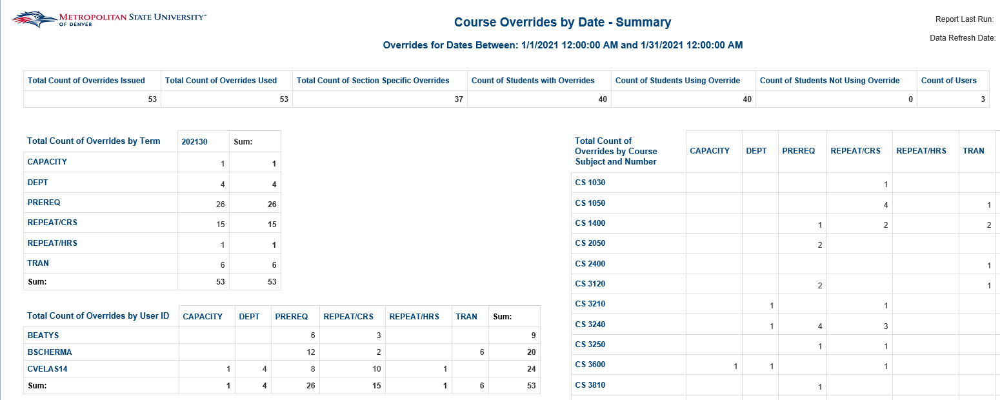 METROPOLITAN STATE UNIVERSITY™
OF DENVER
Course Overrides by Date - Summary
Overrides for Dates Between: 1/1/2021 12:00:00 AM and 1/31/2021 12:00:00 AM
Report Last Run:
Data Refresh Date:
Total Count of Overrides Issued Total Count of Overrides Used Total Count of Section Specific Overrides Count of Students with Overrides Count of Students Using Override Count of Students Not Using Override Count of Users
53 53 37 40 40 0 3
Total Count of Overrides by Term 202130 Sum:
CAPACITY 1 1
DEPT 4 4
PREREQ 26 26
REPEAT/CRS 15 15
REPEAT/HRS 1 1
TRAN 6 6
Sum: 53 53
Total Count of Overrides by User ID CAPACITY DEPT PREREQ REPEAT/CRS REPEAT/HRS TRAN Sum:
BEATYS 6 3 9
BSCHERMA 12 2 6 20
CVELAS14 1 4 8 10 1 24
Sum: 1 4 26 15 1 6 53
Total Count of
Overrides by Course
Subject and Number
CAPACITY DEPT PREREQ REPEAT/CRS REPEAT/HRS TRAN
CS 1030 1
CS 1050 4 1
CS 1400 1 2 2
CS 2050 2
CS 2400 1
CS 3120 2 1
CS 3210 1 1
CS 3240 1 4 3
CS 3250 1 1
CS 3600 1 1 1
CS 3810 1